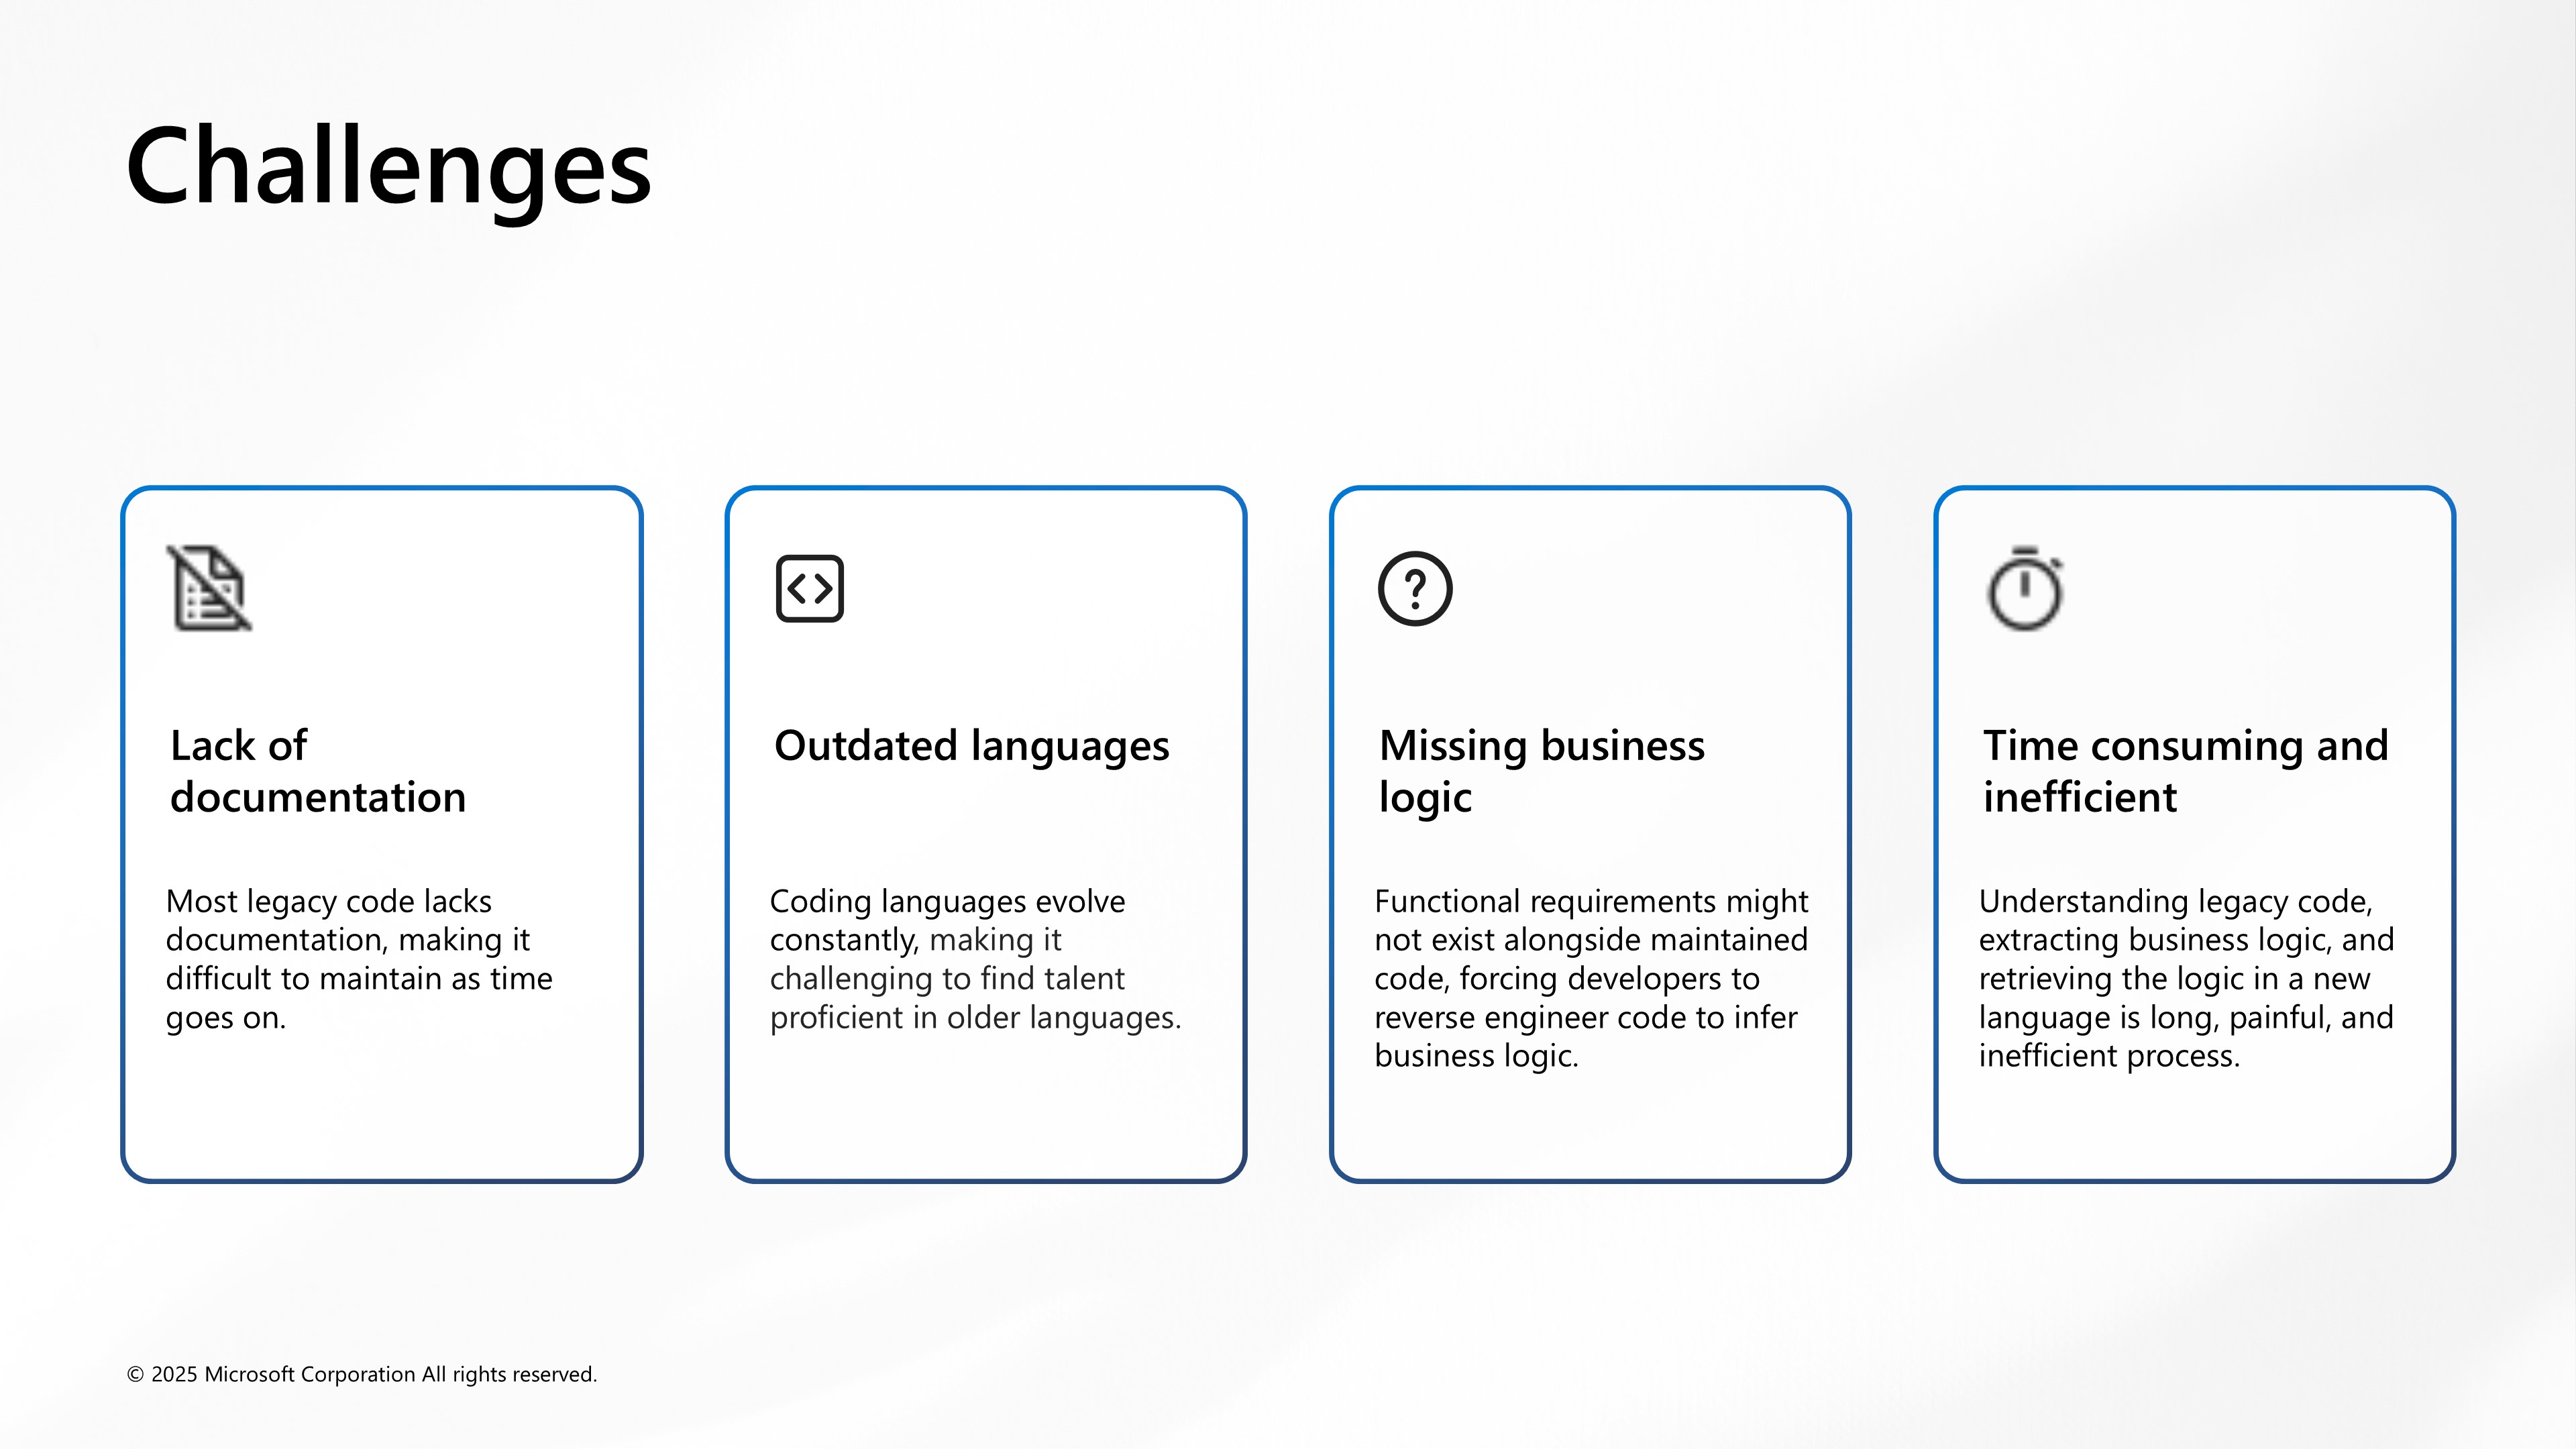 Challenges
Lack of
documentation
Most legacy code lacks
documentation, making it
difficult to maintain as time
goes on.
Outdated languages
Coding languages evolve
constantly, making it
challenging to find talent
proficient in older languages.
Missing business
logic
Functional requirements might
not exist alongside maintained
code, forcing developers to
reverse engineer code to infer
business logic.
Time consuming and
inefficient
Understanding legacy code,
extracting business logic, and
retrieving the logic in a new
language is long, painful, and
inefficient process.
© 2025 Microsoft Corporation All rights reserved.